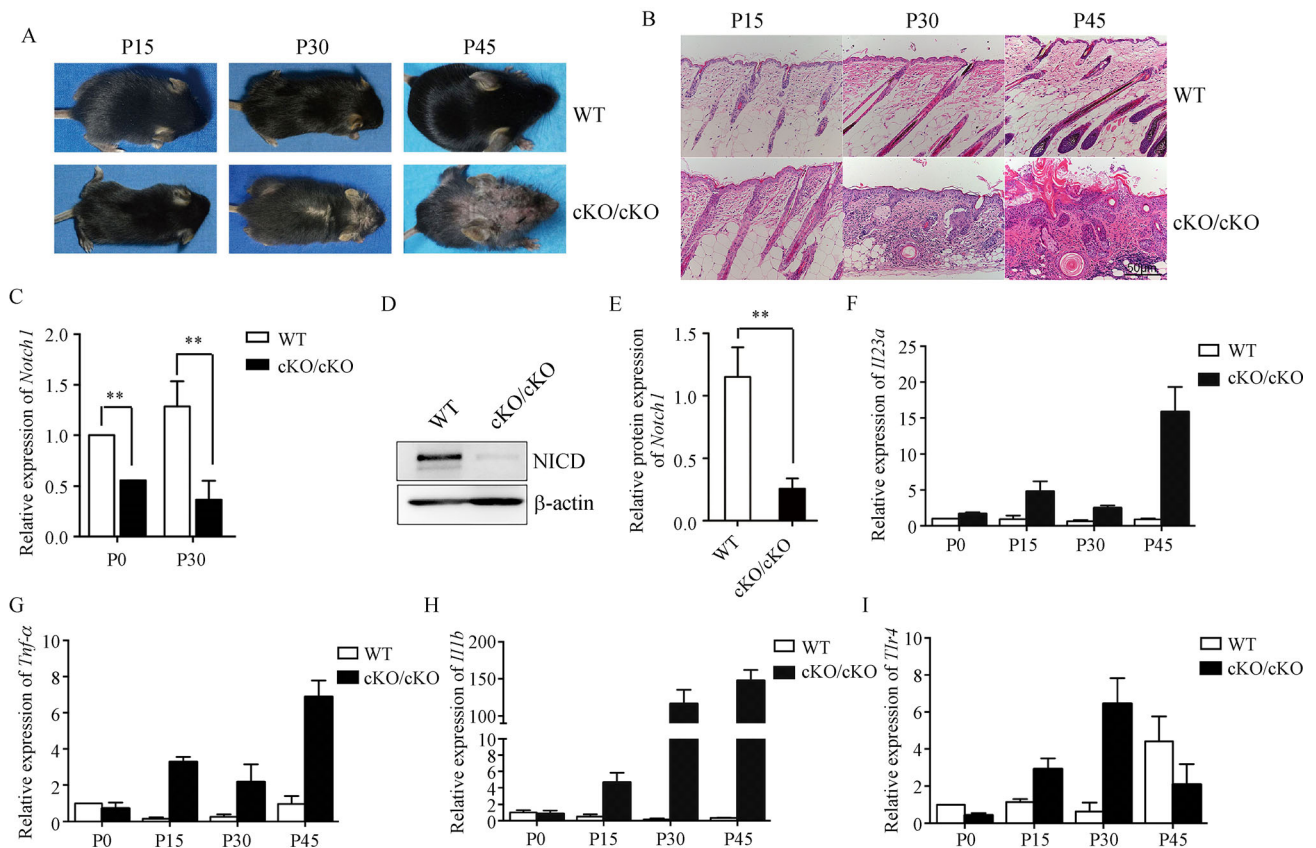 A
P15
P30
P45
WT
cKO/cKO
B
P15
P30
P45
WT
cKO/cKO
50μm
C
Relative expression of Notch1
2.0
1.5
1.0
0.5
0.0
**
**
P0
P30
WT
cKO/cKO
D
WT
cKO/cKO
NICD
β-actin
E
Relative protein expression
of Notch1
1.5
1.0
0.5
0.0
**
WT
cKO/cKO
F
Relative expression of Il23a
25
20
15
10
5
0
P0
P15
P30
P45
WT
cKO/cKO
G
Relative expression of Tnf-α
10
8
6
4
2
0
P0
P15
P30
P45
WT
cKO/cKO
H
Relative expression of Il1b
200
150
100
50
10
8
6
4
2
0
P0
P15
P30
P45
WT
cKO/cKO
I
Relative expression of Tlr4
10
8
6
4
2
0
P0
P15
P30
P45
WT
cKO/cKO